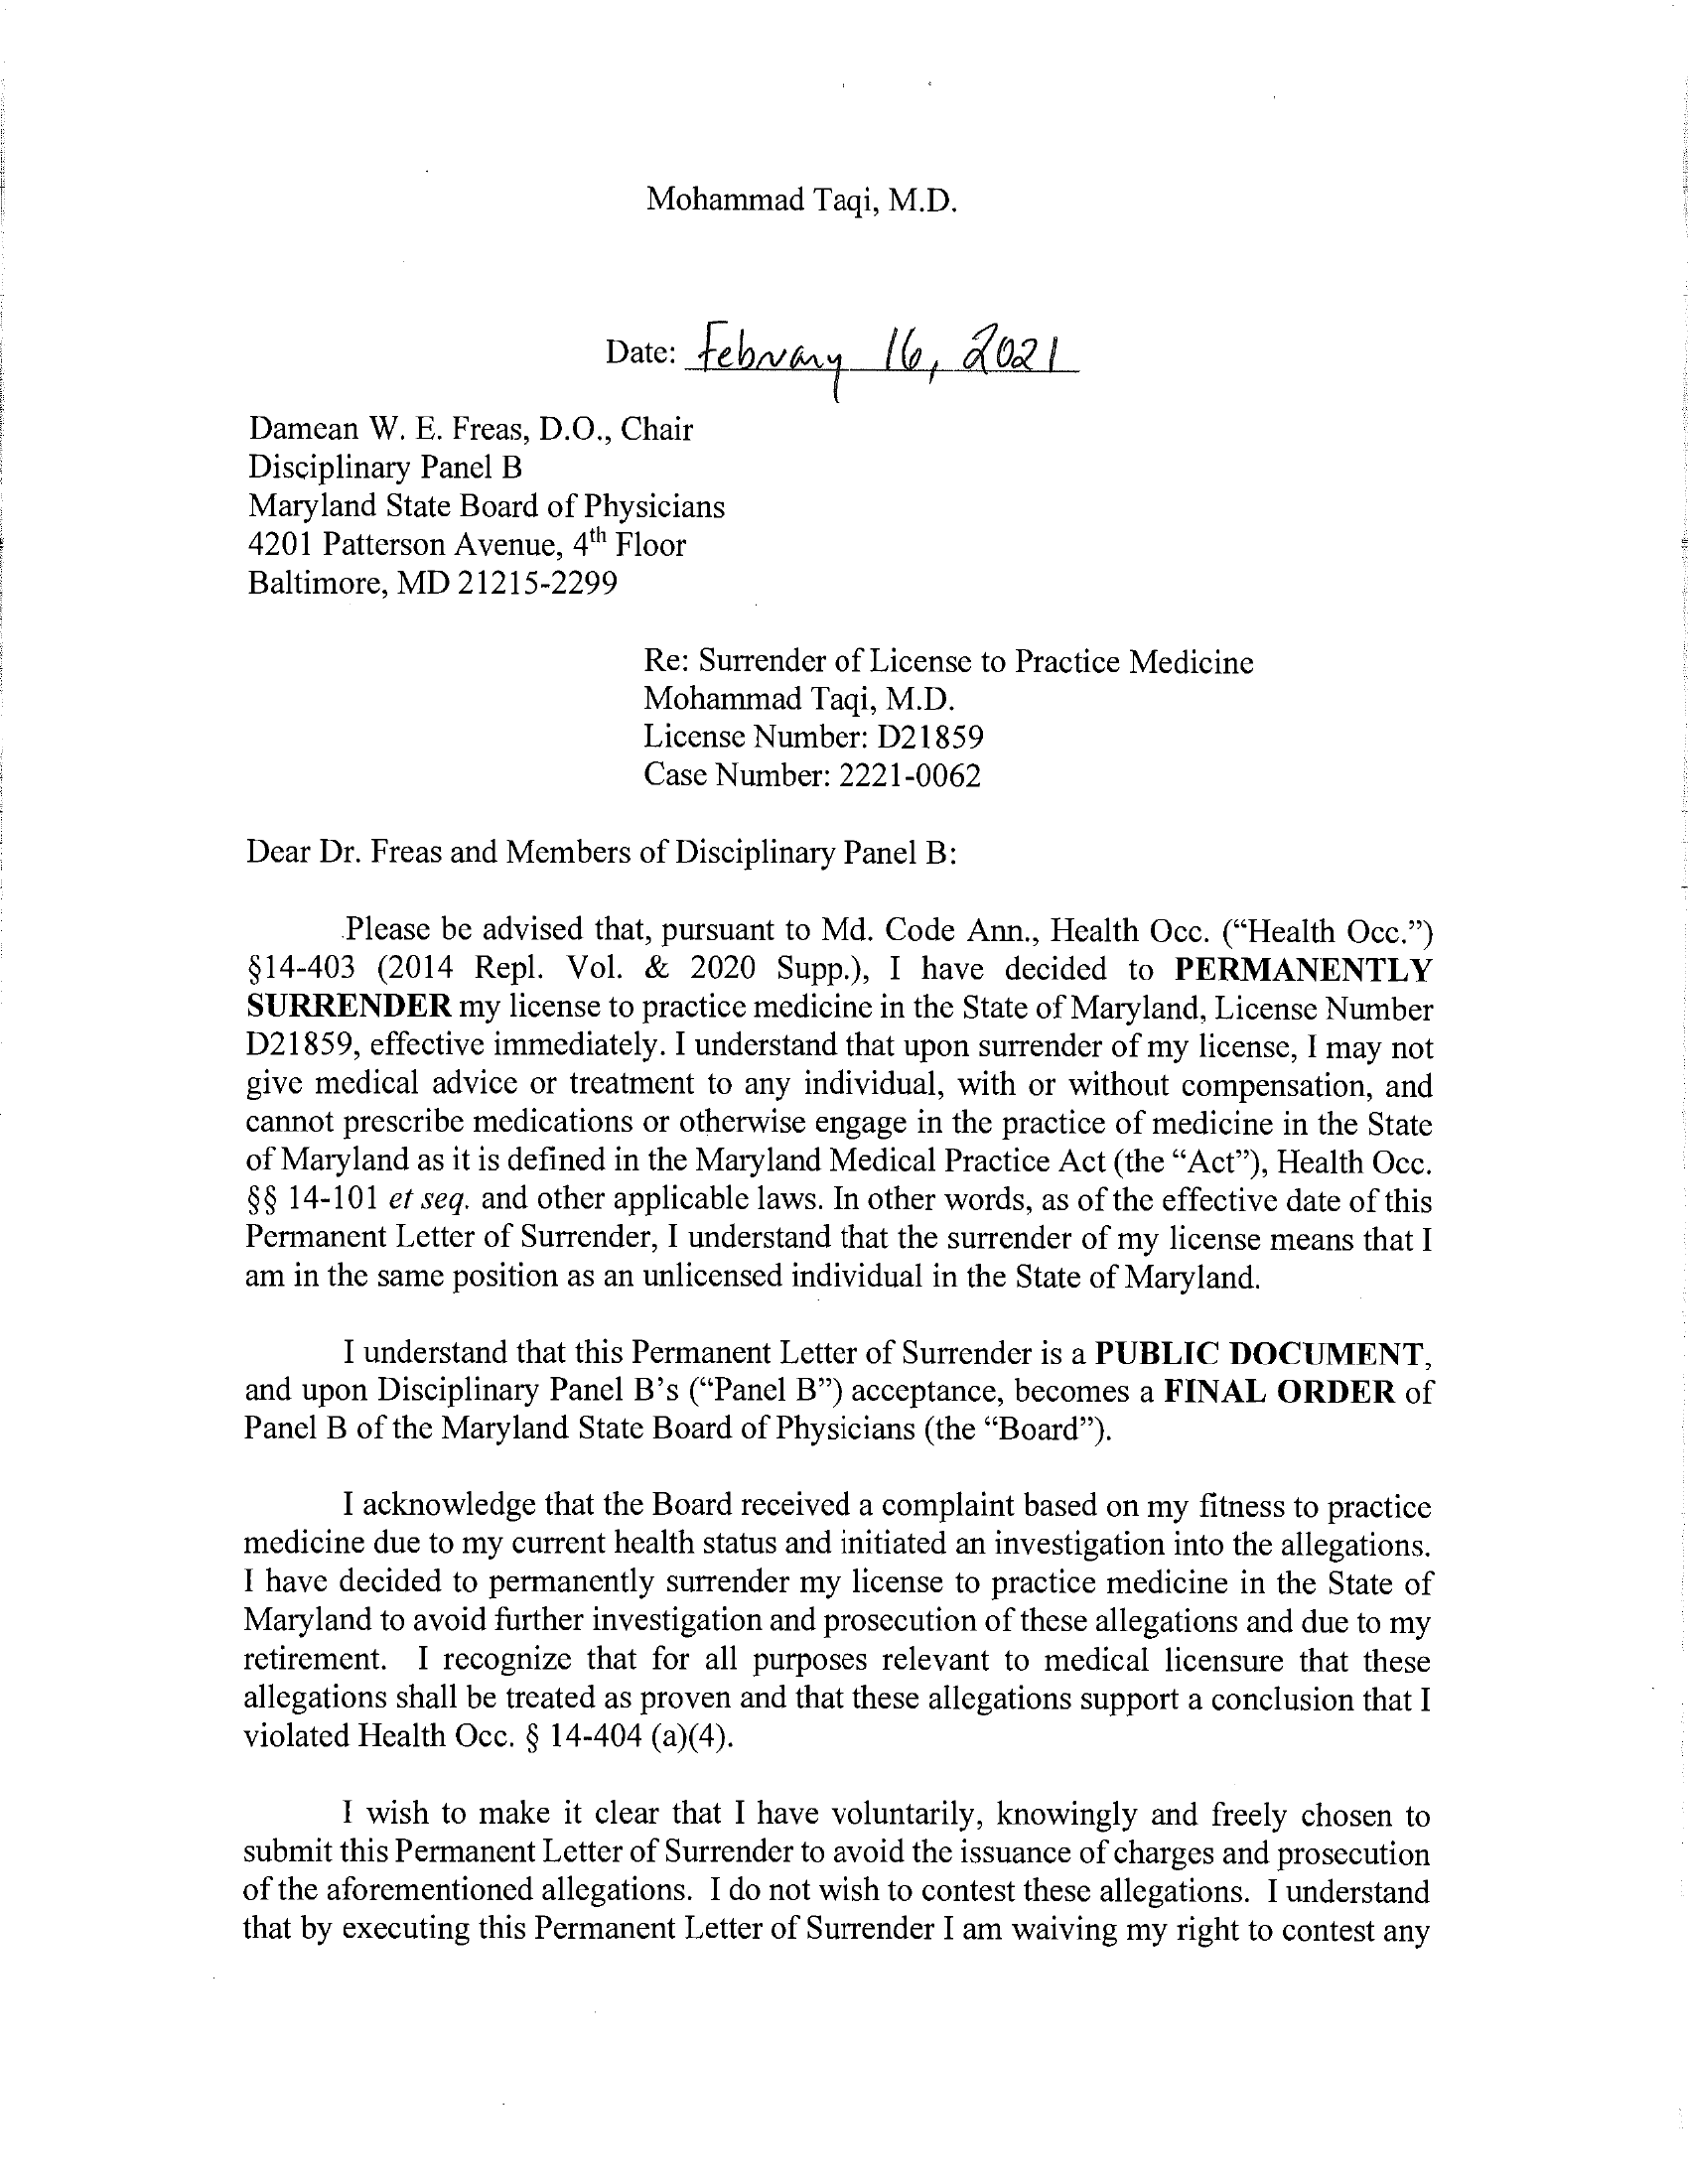 Mohammad Taqi, M.D.
Date: February 16, 2021
Damean W. E. Freas, D.O., Chair
Disciplinary Panel B
Maryland State Board of Physicians
4201 Patterson Avenue, 4th Floor
Baltimore, MD 21215-2299
Re: Surrender of License to Practice Medicine
Mohammad Taqi, M.D.
License Number: D21859
Case Number: 2221-0062
Dear Dr. Freas and Members of Disciplinary Panel B:
Please be advised that, pursuant to Md. Code Ann., Health Occ. (“Health Occ.”)
§14-403 (2014 Repl. Vol. & 2020 Supp.), I have decided to PERMANENTLY
SURRENDER my license to practice medicine in the State of Maryland, License Number
D21859, effective immediately. I understand that upon surrender of my license, I may not
give medical advice or treatment to any individual, with or without compensation, and
cannot prescribe medications or otherwise engage in the practice of medicine in the State
of Maryland as it is defined in the Maryland Medical Practice Act (the “Act”), Health Occ.
§§ 14-101 et seq. and other applicable laws. In other words, as of the effective date of this
Permanent Letter of Surrender, I understand that the surrender of my license means that I
am in the same position as an unlicensed individual in the State of Maryland.
I understand that this Permanent Letter of Surrender is a PUBLIC DOCUMENT,
and upon Disciplinary Panel B’s (“Panel B”) acceptance, becomes a FINAL ORDER of
Panel B of the Maryland State Board of Physicians (the “Board”).
I acknowledge that the Board received a complaint based on my fitness to practice
medicine due to my current health status and initiated an investigation into the allegations.
I have decided to permanently surrender my license to practice medicine in the State of
Maryland to avoid further investigation and prosecution of these allegations and due to my
retirement. I recognize that for all purposes relevant to medical licensure that these
allegations shall be treated as proven and that these allegations support a conclusion that I
violated Health Occ. § 14-404 (a)(4).
I wish to make it clear that I have voluntarily, knowingly and freely chosen to
submit this Permanent Letter of Surrender to avoid the issuance of charges and prosecution
of the aforementioned allegations. I do not wish to contest these allegations. I understand
that by executing this Permanent Letter of Surrender I am waiving my right to contest any